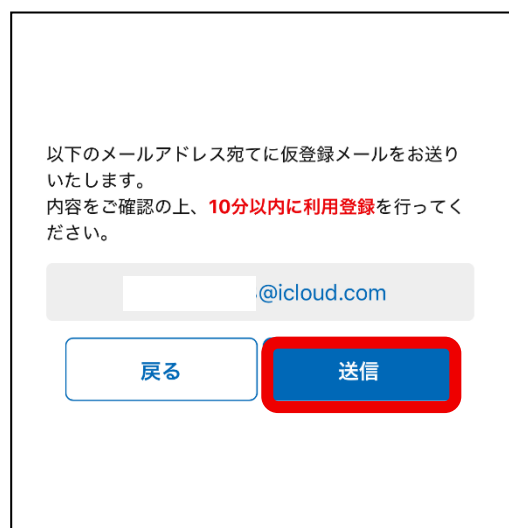 以下のメールアドレス宛てに仮登録メールをお送り
いたします。
内容をご確認の上、10分以内に利用登録を行ってく
ださい。
@icloud.com
戻る
送信